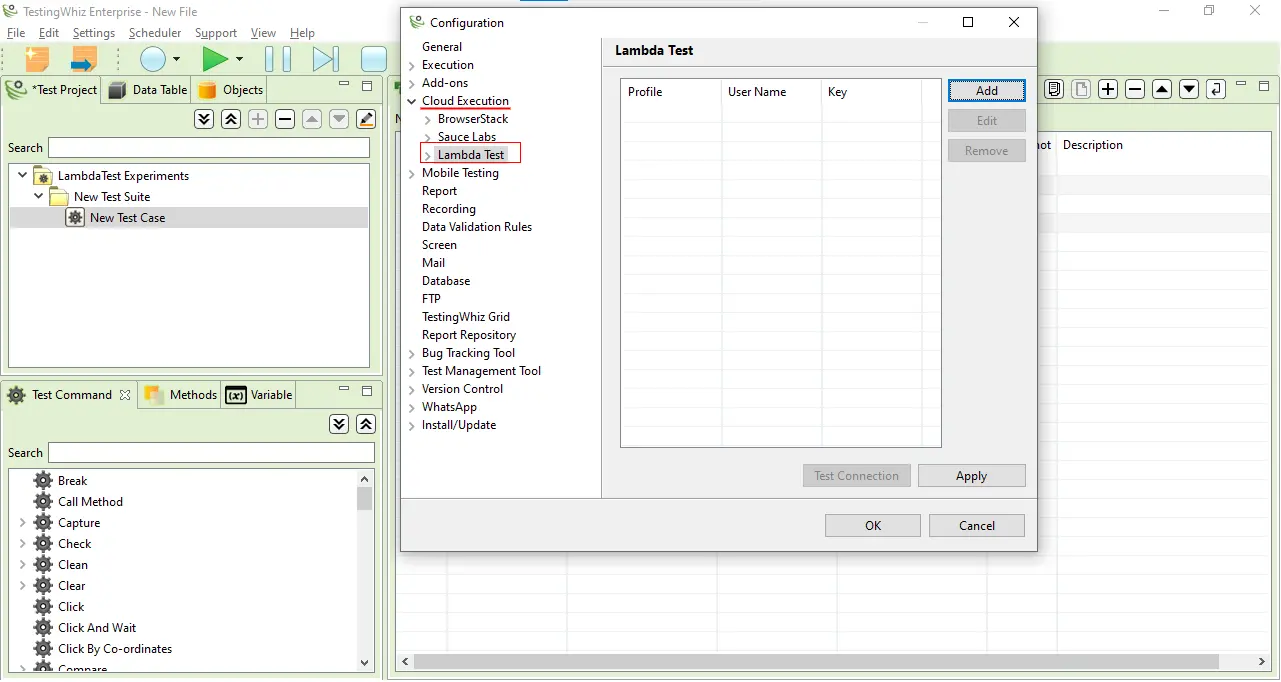 TestingWhiz Enterprise - New File
File Edit Settings Scheduler Support View Help
*Test Project Data Table Objects
Search
LambdaTest Experiments
New Test Suite
New Test Case
Test Command Methods (x) Variable
Search
Break
Call Method
Capture
Check
Clean
Clear
Click
Click And Wait
Click By Co-ordinates
Compare
Configuration
General
Execution
Add-ons
Cloud Execution
BrowserStack
Sauce Labs
Lambda Test
Mobile Testing
Report
Recording
Data Validation Rules
Screen
Mail
Database
FTP
TestingWhiz Grid
Report Repository
Bug Tracking Tool
Test Management Tool
Version Control
WhatsApp
Install/Update
Lambda Test
Profile User Name Key
Add
Edit
Remove
Test Connection Apply
OK Cancel
Description